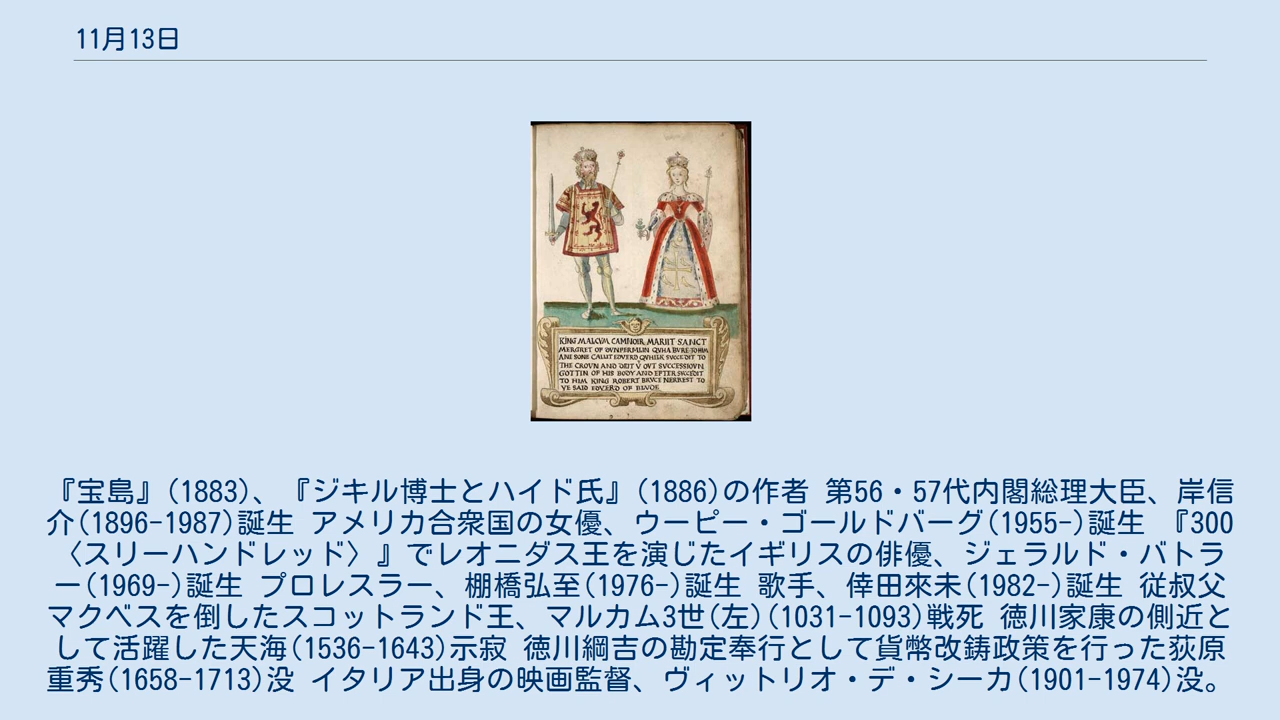 11月13日
KING MALCVM CAMNOIR MARIIT SANCT
MERGRET OF DVNFERMLIN QVHA BVRE TO HIM
ANE SONE CALLIT EDVERD QVHILK SVCCEDIT TO
THE CROVN AND DEIT VOVT SVCCESSIOVN
GOTTIN OF HIS BODY AND EFTER SVCCEDIT
TO HIM KING ROBERT BRVCE NERREST TO
YE SAID EDVERD OF BLVDE
『宝島』(1883)、『ジキル博士とハイド氏』(1886)の作者 第56・57代内閣総理大臣、岸信
介(1896-1987)誕生 アメリカ合衆国の女優、ウーピー・ゴールドバーグ(1955-)誕生 『300
〈スリーハンドレッド〉』でレオニダス王を演じたイギリスの俳優、ジェラルド・バトラ
ー(1969-)誕生 プロレスラー、棚橋弘至(1976-)誕生 歌手、倖田來未(1982-)誕生 従叔父
マクベスを倒したスコットランド王、マルカム3世(左)(1031-1093)戦死 徳川家康の側近と
して活躍した天海(1536-1643)示寂 徳川綱吉の勘定奉行として貨幣改鋳政策を行った荻原
重秀(1658-1713)没 イタリア出身の映画監督、ヴィットリオ・デ・シーカ(1901-1974)没。